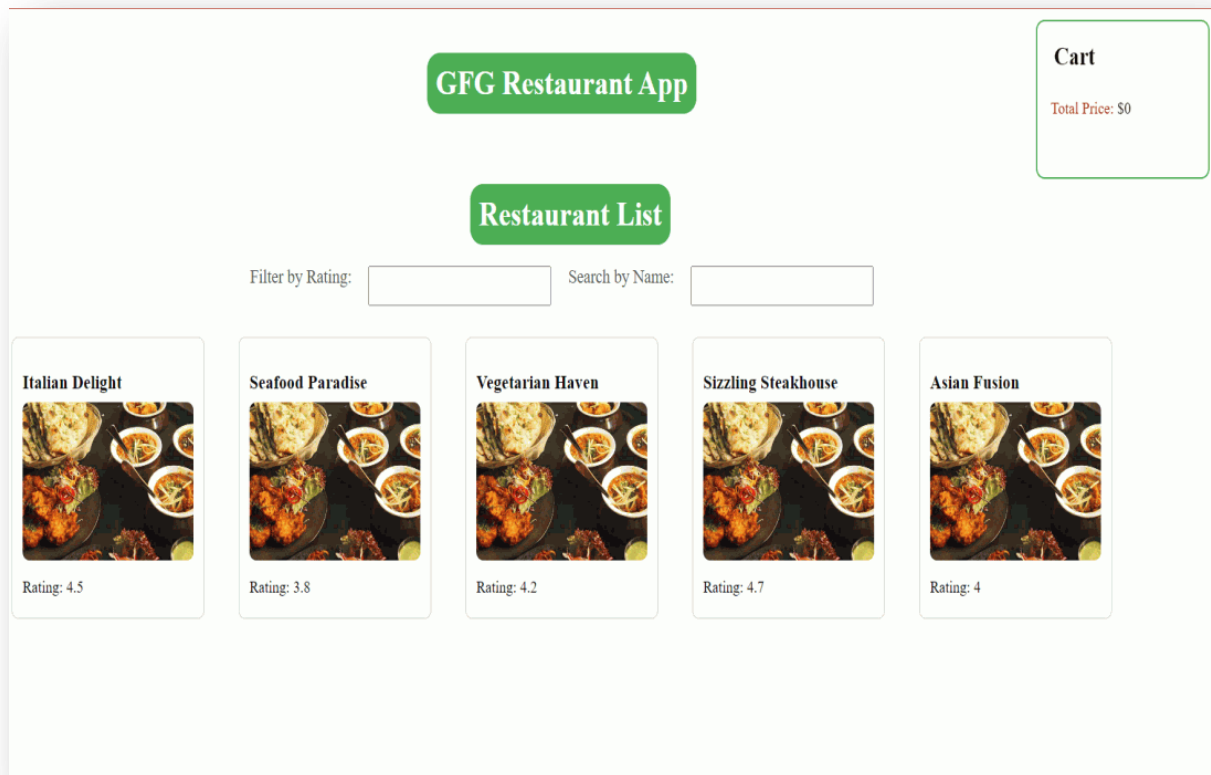 GFG Restaurant App
Cart
Total Price: $0
Restaurant List
Filter by Rating:
Search by Name:
Italian Delight
Rating: 4.5
Seafood Paradise
Rating: 3.8
Vegetarian Haven
Rating: 4.2
Sizzling Steakhouse
Rating: 4.7
Asian Fusion
Rating: 4